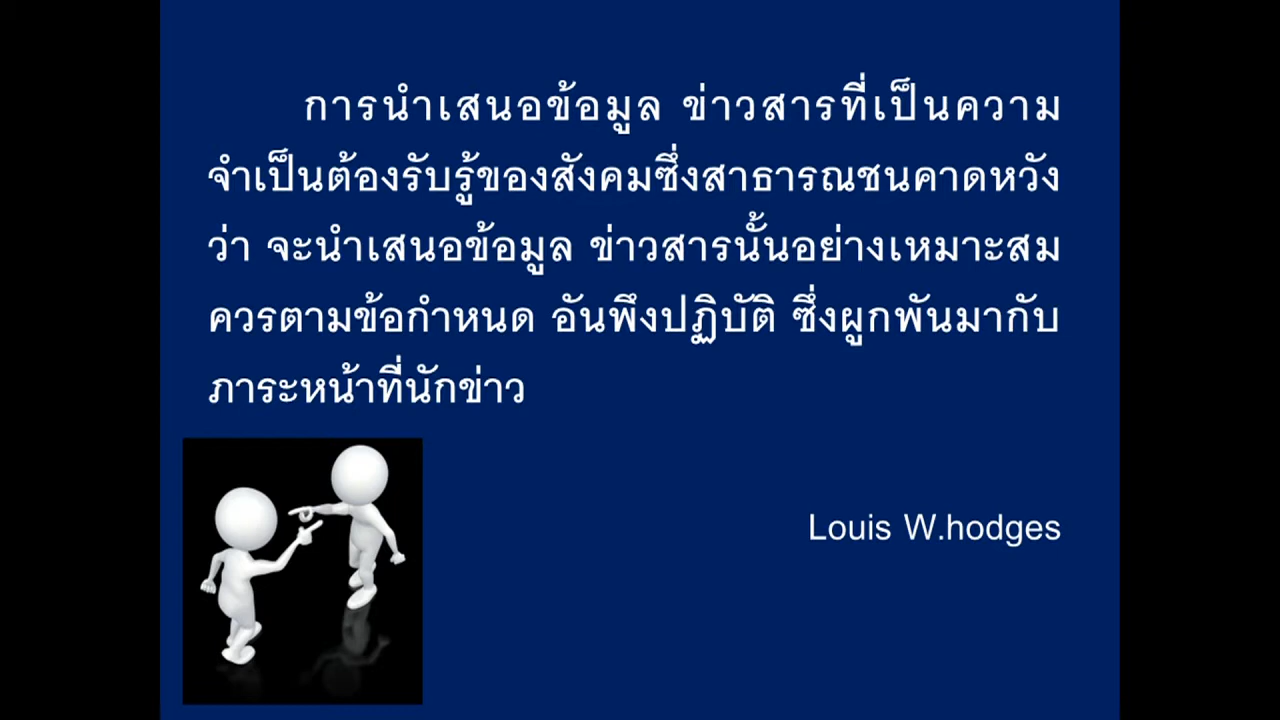 การนำเสนอข้อมูล ข่าวสารที่เป็นความ
จำเป็นต้องรับรู้ของสังคมซึ่งสาธารณชนคาดหวัง
ว่า จะนำเสนอข้อมูล ข่าวสารนั้นอย่างเหมาะสม
ควรตามข้อกำหนด อันพึงปฏิบัติ ซึ่งผูกพันมากับ
ภาระหน้าที่นักข่าว
Louis W.hodges